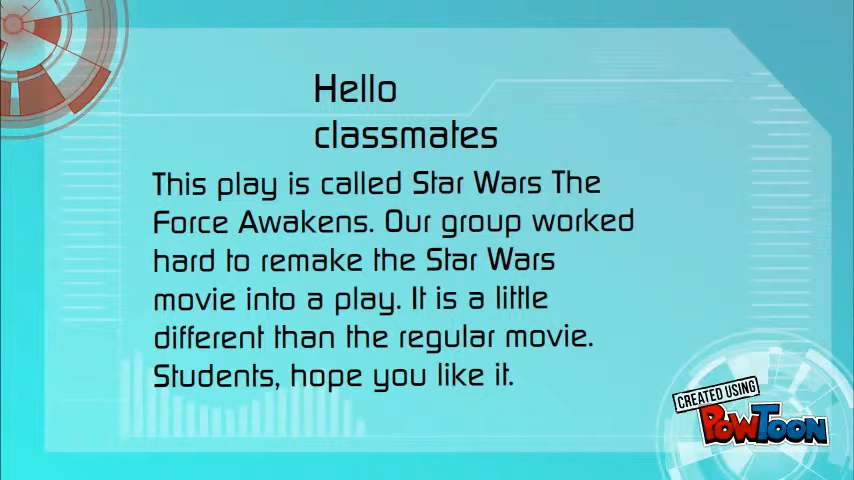 Hello
classmates
This play is called Star Wars The
Force Awakens. Our group worked
hard to remake the Star Wars
movie into a play. It is a little
different than the regular movie.
Students, hope you like it.
CREATED USING
POWTOON